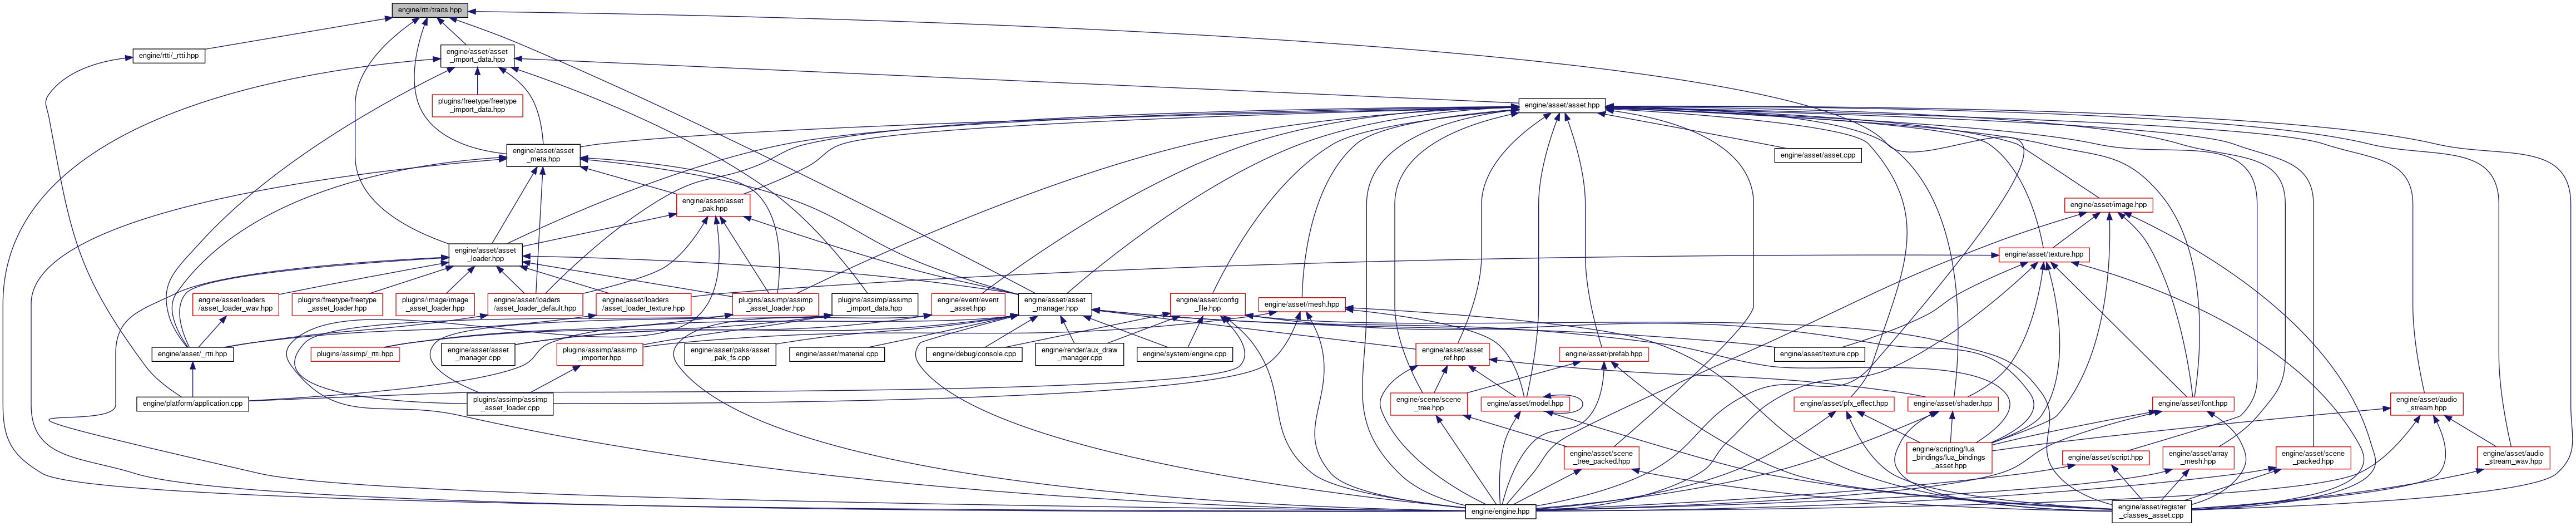 engine/rtti/traits.hpp
engine/rtti/_rtti.hpp
engine/asset/asset
_import_data.hpp
plugins/freetype/freetype
_import_data.hpp
engine/asset/asset.hpp
engine/asset/asset
_meta.hpp
engine/asset/asset.cpp
engine/asset/asset
_pak.hpp
engine/asset/image.hpp
engine/asset/asset
_loader.hpp
engine/asset/texture.hpp
engine/asset/loaders
/asset_loader_wav.hpp
plugins/freetype/freetype
_asset_loader.hpp
plugins/image/image
_asset_loader.hpp
engine/asset/loaders
/asset_loader_default.hpp
engine/asset/loaders
/asset_loader_texture.hpp
plugins/assimp/assimp
_asset_loader.hpp
plugins/assimp/assimp
_import_data.hpp
engine/event/event
_asset.hpp
engine/asset/asset
_manager.hpp
engine/asset/config
_file.hpp
engine/asset/mesh.hpp
engine/asset/_rtti.hpp
plugins/assimp/_rtti.hpp
engine/asset/asset
_manager.cpp
plugins/assimp/assimp
_importer.hpp
engine/asset/paks/asset
_pak_fs.cpp
engine/asset/material.cpp
engine/debug/console.cpp
engine/render/aux_draw
_manager.cpp
engine/system/engine.cpp
engine/asset/asset
_ref.hpp
engine/asset/prefab.hpp
engine/asset/texture.cpp
engine/platform/application.cpp
plugins/assimp/assimp
_asset_loader.cpp
engine/scene/scene
_tree.hpp
engine/asset/model.hpp
engine/asset/pfx_effect.hpp
engine/asset/shader.hpp
engine/asset/font.hpp
engine/asset/audio
_stream.hpp
engine/asset/scene
_tree_packed.hpp
engine/scripting/lua
_bindings/lua_bindings
_asset.hpp
engine/asset/script.hpp
engine/asset/array
_mesh.hpp
engine/asset/scene
_packed.hpp
engine/asset/audio
_stream_wav.hpp
engine/engine.hpp
engine/asset/register
_classes_asset.cpp